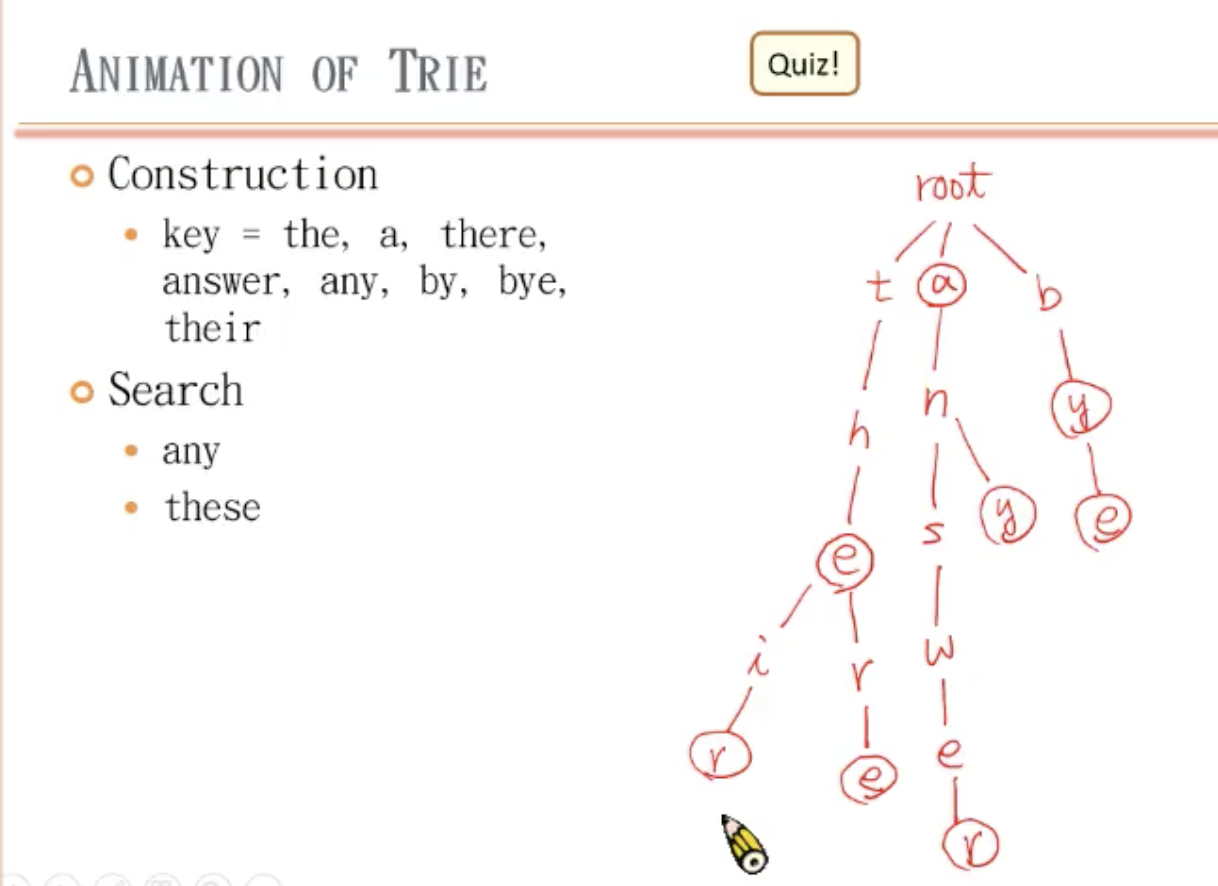 ANIMATION OF TRIE
Quiz!
Construction
key = the, a, there,
answer, any, by, bye,
their
Search
any
these
root
t a b
h n y
s y e
e
i r w
r e e
r